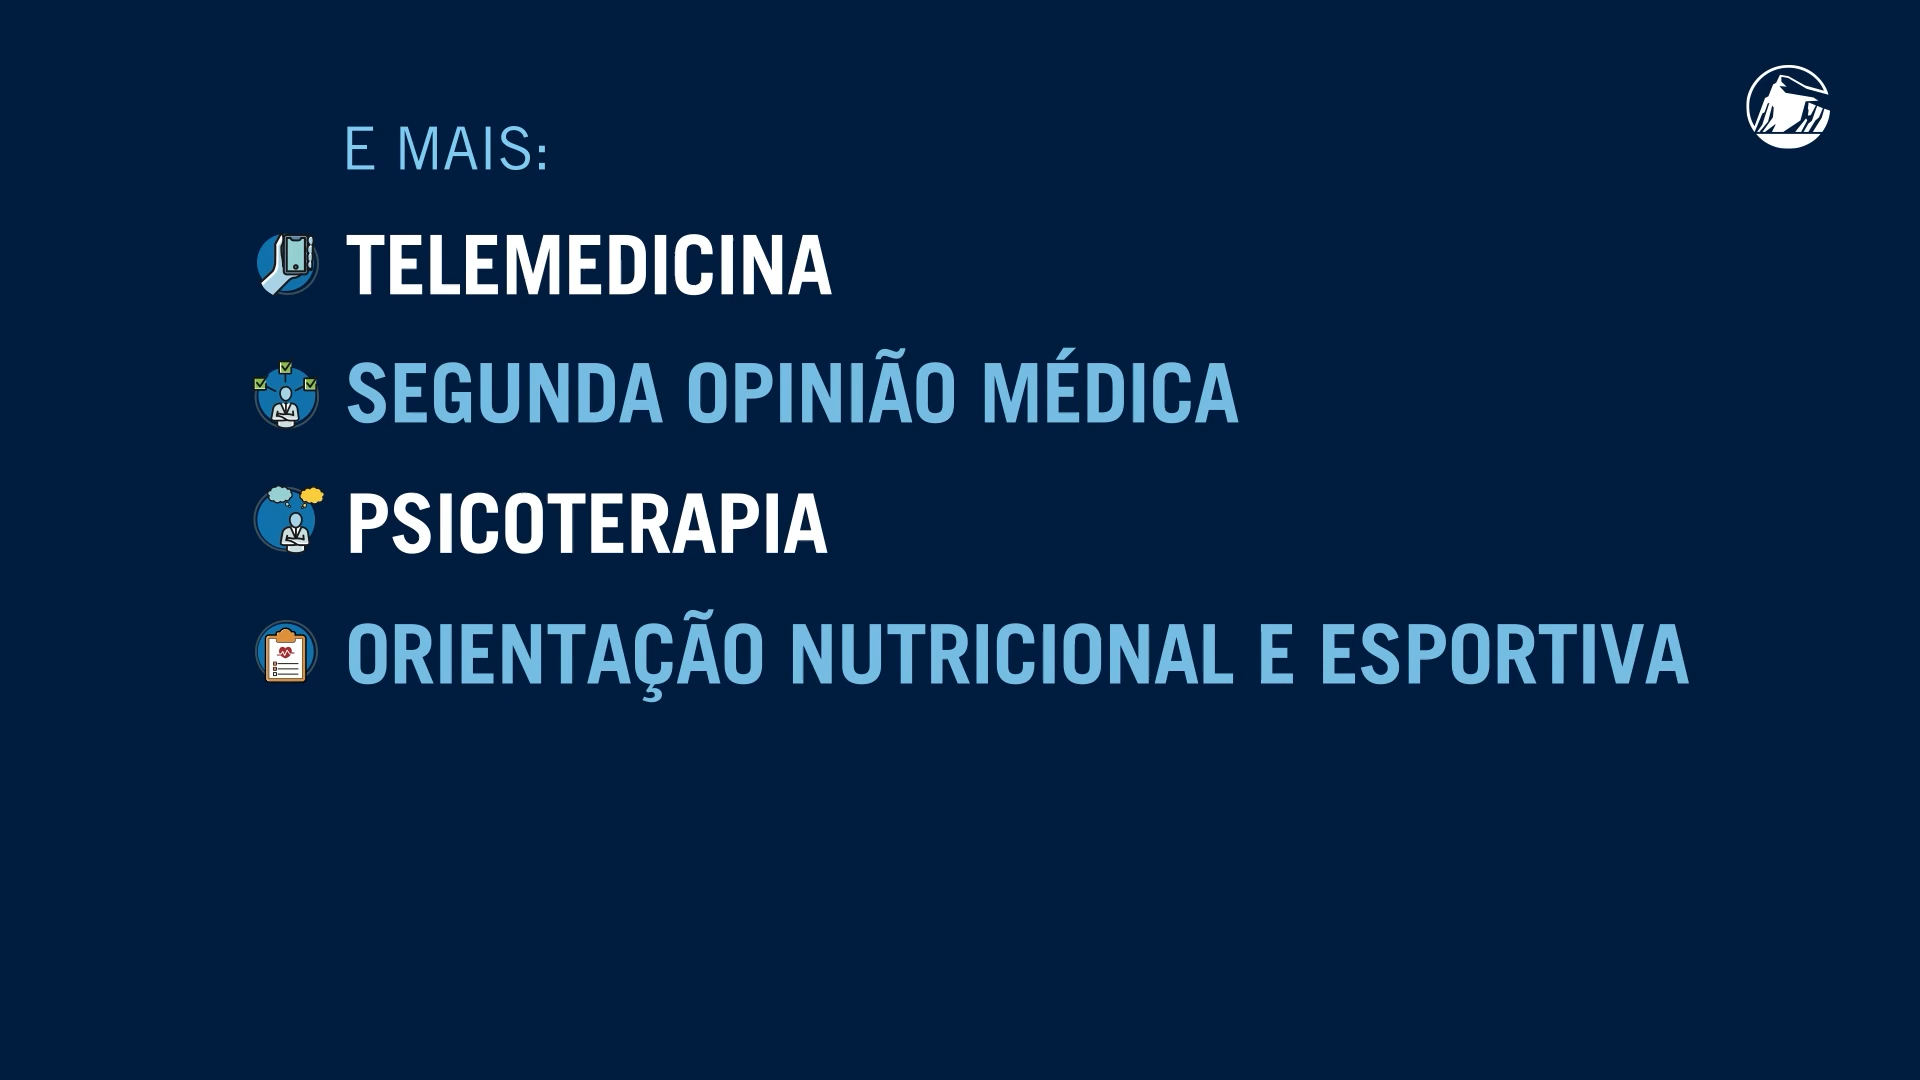 E MAIS:
TELEMEDICINA
SEGUNDA OPINIÃO MÉDICA
PSICOTERAPIA
ORIENTAÇÃO NUTRICIONAL E ESPORTIVA